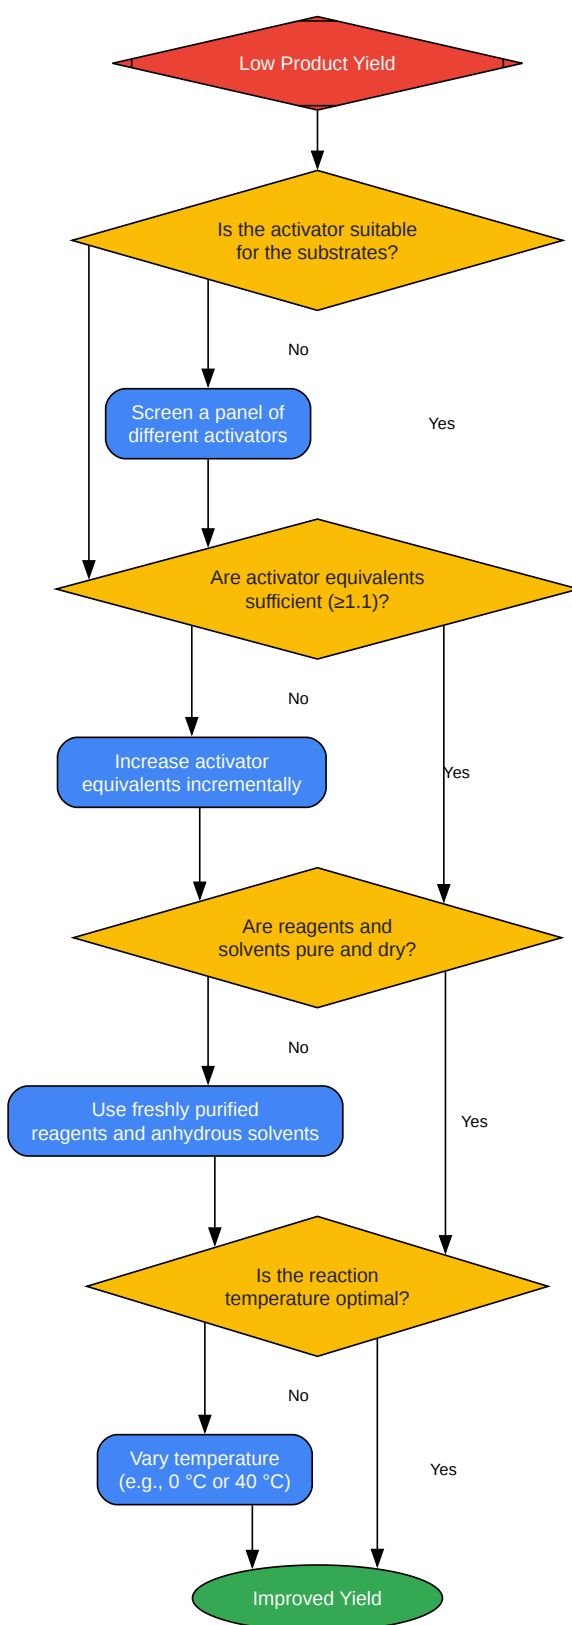 Low Product Yield
Is the activator suitable
for the substrates?
No
Screen a panel of
different activators
Yes
Are activator equivalents
sufficient (≥1.1)?
No
Increase activator
equivalents incrementally
Yes
Are reagents and
solvents pure and dry?
No
Use freshly purified
reagents and anhydrous solvents
Yes
Is the reaction
temperature optimal?
No
Vary temperature
(e.g., 0 °C or 40 °C)
Yes
Improved Yield